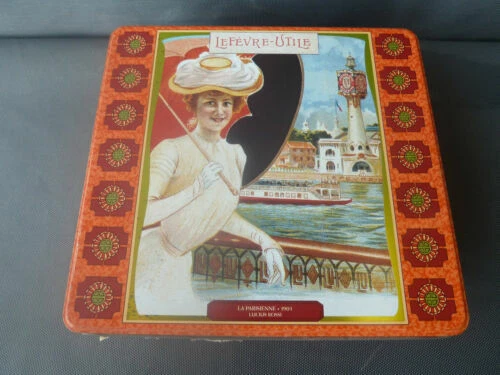 LEFÈVRE-UTILE
LA PARISIENNE • 1901
LUCIUS ROSSI